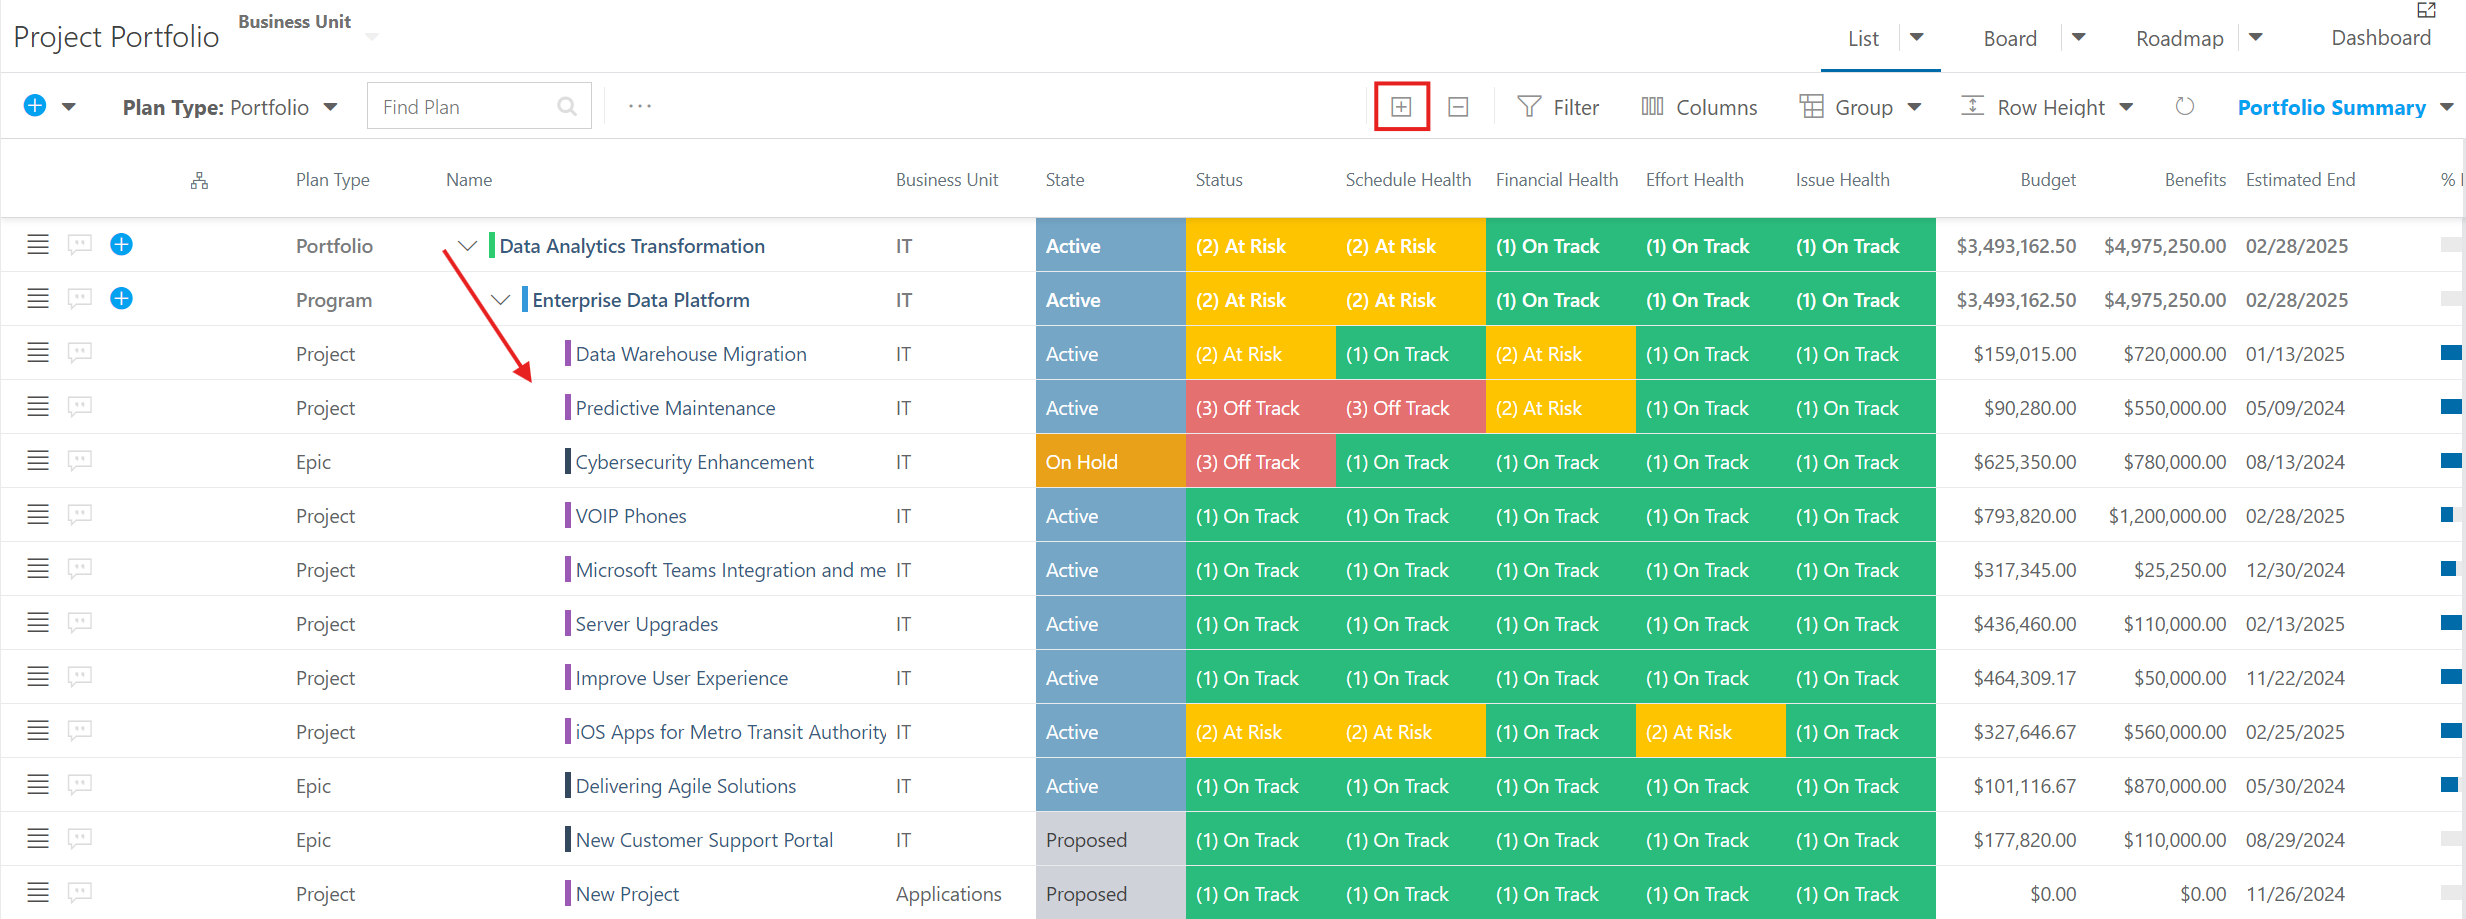 Project Portfolio
Business Unit
List
Board
Roadmap
Dashboard
Plan Type: Portfolio
Find Plan
Filter
Columns
Group
Row Height
Portfolio Summary
Plan Type Name Business Unit State Status Schedule Health Financial Health Effort Health Issue Health Budget Benefits Estimated End %
Portfolio Data Analytics Transformation IT Active (2) At Risk (2) At Risk (1) On Track (1) On Track (1) On Track $3,493,162.50 $4,975,250.00 02/28/2025
Program Enterprise Data Platform IT Active (2) At Risk (2) At Risk (1) On Track (1) On Track (1) On Track $3,493,162.50 $4,975,250.00 02/28/2025
Project Data Warehouse Migration IT Active (2) At Risk (1) On Track (2) At Risk (1) On Track (1) On Track $159,015.00 $720,000.00 01/13/2025
Project Predictive Maintenance IT Active (3) Off Track (3) Off Track (2) At Risk (1) On Track (1) On Track $90,280.00 $550,000.00 05/09/2024
Epic Cybersecurity Enhancement IT On Hold (3) Off Track (1) On Track (1) On Track (1) On Track (1) On Track $625,350.00 $780,000.00 08/13/2024
Project VOIP Phones IT Active (1) On Track (1) On Track (1) On Track (1) On Track (1) On Track $793,820.00 $1,200,000.00 02/28/2025
Project Microsoft Teams Integration and me IT Active (1) On Track (1) On Track (1) On Track (1) On Track (1) On Track $317,345.00 $25,250.00 12/30/2024
Project Server Upgrades IT Active (1) On Track (1) On Track (1) On Track (1) On Track (1) On Track $436,460.00 $110,000.00 02/13/2025
Project Improve User Experience IT Active (1) On Track (1) On Track (1) On Track (1) On Track (1) On Track $464,309.17 $50,000.00 11/22/2024
Project iOS Apps for Metro Transit Authority IT Active (2) At Risk (2) At Risk (1) On Track (2) At Risk (1) On Track $327,646.67 $560,000.00 02/25/2025
Epic Delivering Agile Solutions IT Active (1) On Track (1) On Track (1) On Track (1) On Track (1) On Track $101,116.67 $870,000.00 05/30/2024
Epic New Customer Support Portal IT Proposed (1) On Track (1) On Track (1) On Track (1) On Track (1) On Track $177,820.00 $110,000.00 08/29/2024
Project New Project Applications Proposed (1) On Track (1) On Track (1) On Track (1) On Track (1) On Track $0.00 $0.00 11/26/2024